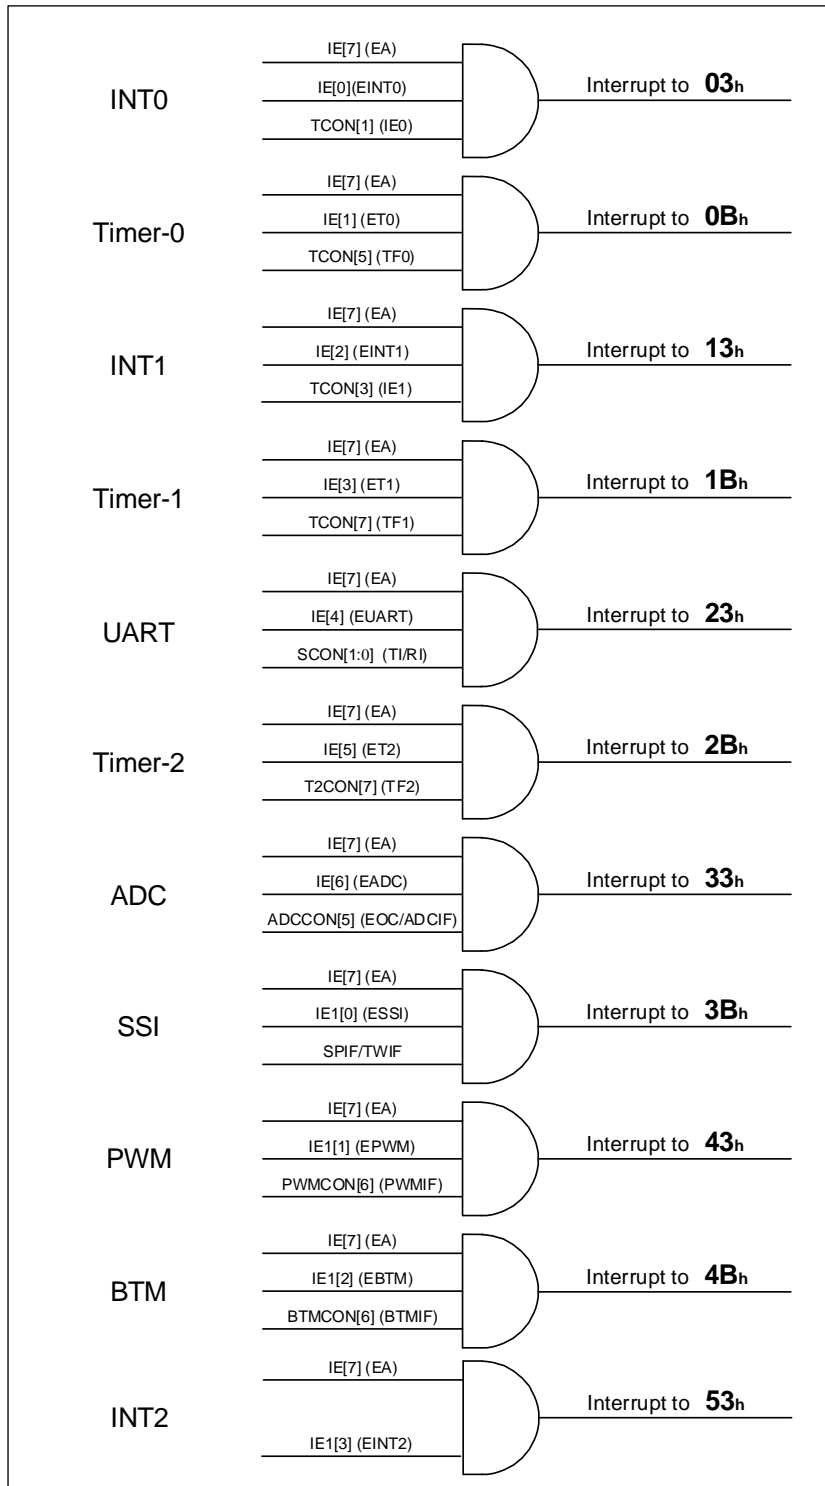 IE[7] (EA)
INT0 IE[0](EINT0) Interrupt to 03h
TCON[1] (IE0)
IE[7] (EA)
Timer-0 IE[1] (ET0) Interrupt to 0Bh
TCON[5] (TF0)
IE[7] (EA)
INT1 IE[2] (EINT1) Interrupt to 13h
TCON[3] (IE1)
IE[7] (EA)
Timer-1 IE[3] (ET1) Interrupt to 1Bh
TCON[7] (TF1)
IE[7] (EA)
UART IE[4] (EUART) Interrupt to 23h
SCON[1:0] (TI/RI)
IE[7] (EA)
Timer-2 IE[5] (ET2) Interrupt to 2Bh
T2CON[7] (TF2)
IE[7] (EA)
ADC IE[6] (EADC) Interrupt to 33h
ADCCON[5] (EOC/ADCIF)
IE[7] (EA)
SSI IE1[0] (ESSI) Interrupt to 3Bh
SPIF/TWIF
IE[7] (EA)
PWM IE1[1] (EPWM) Interrupt to 43h
PWMCON[6] (PWMIF)
IE[7] (EA)
BTM IE1[2] (EBTM) Interrupt to 4Bh
BTMCON[6] (BTMIF)
IE[7] (EA)
INT2 Interrupt to 53h
IE1[3] (EINT2)